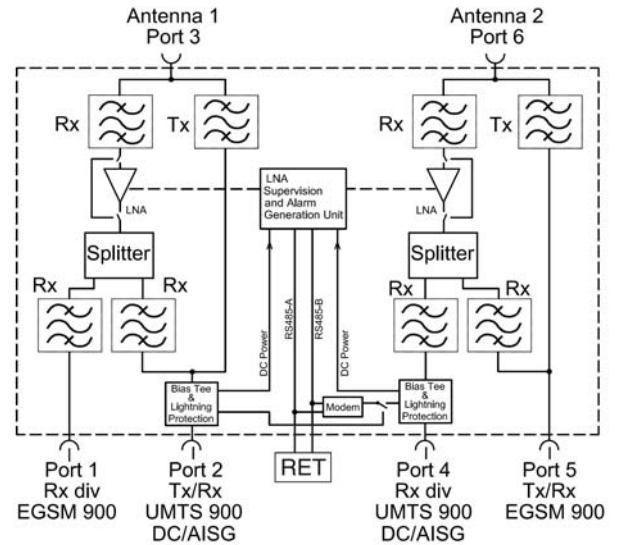 Antenna 1
Port 3
Antenna 2
Port 6
Rx
Tx
Rx
Tx
LNA
Supervision
and Alarm
Generation Unit
LNA
LNA
Splitter
Splitter
Rx
Rx
Rx
Rx
DC Power
RS485-A
RS485-B
DC Power
Bias Tee
&
Lightning
Protection
Modem
Bias Tee
&
Lightning
Protection
RET
Port 1
Rx div
EGSM 900
Port 2
Tx/Rx
UMTS 900
DC/AISG
Port 4
Rx div
UMTS 900
DC/AISG
Port 5
Tx/Rx
EGSM 900